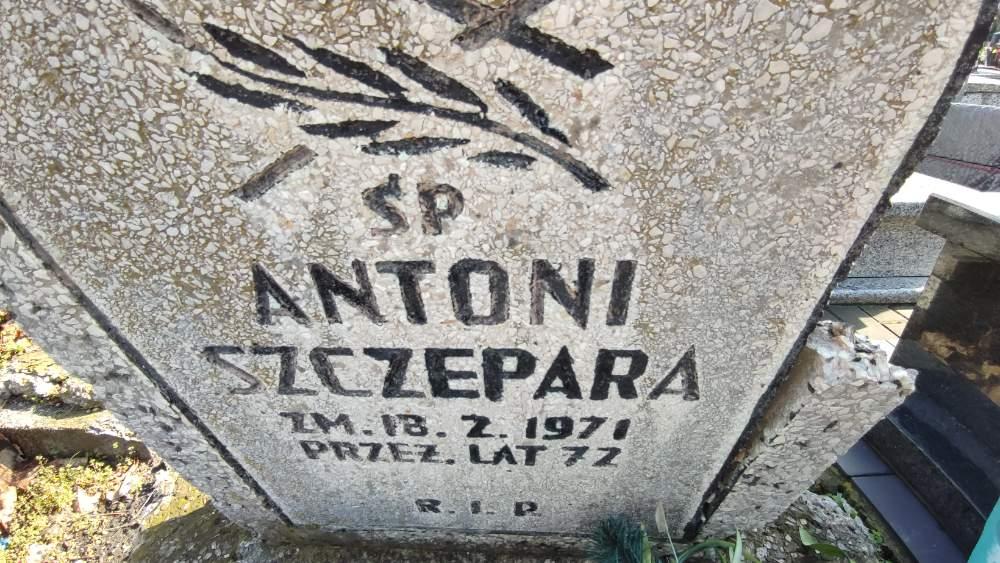 ŚP
ANTONI
SZCZEPARA
ZM. 18. 2. 1971
PRZEŻ. LAT 72
R. I. P.